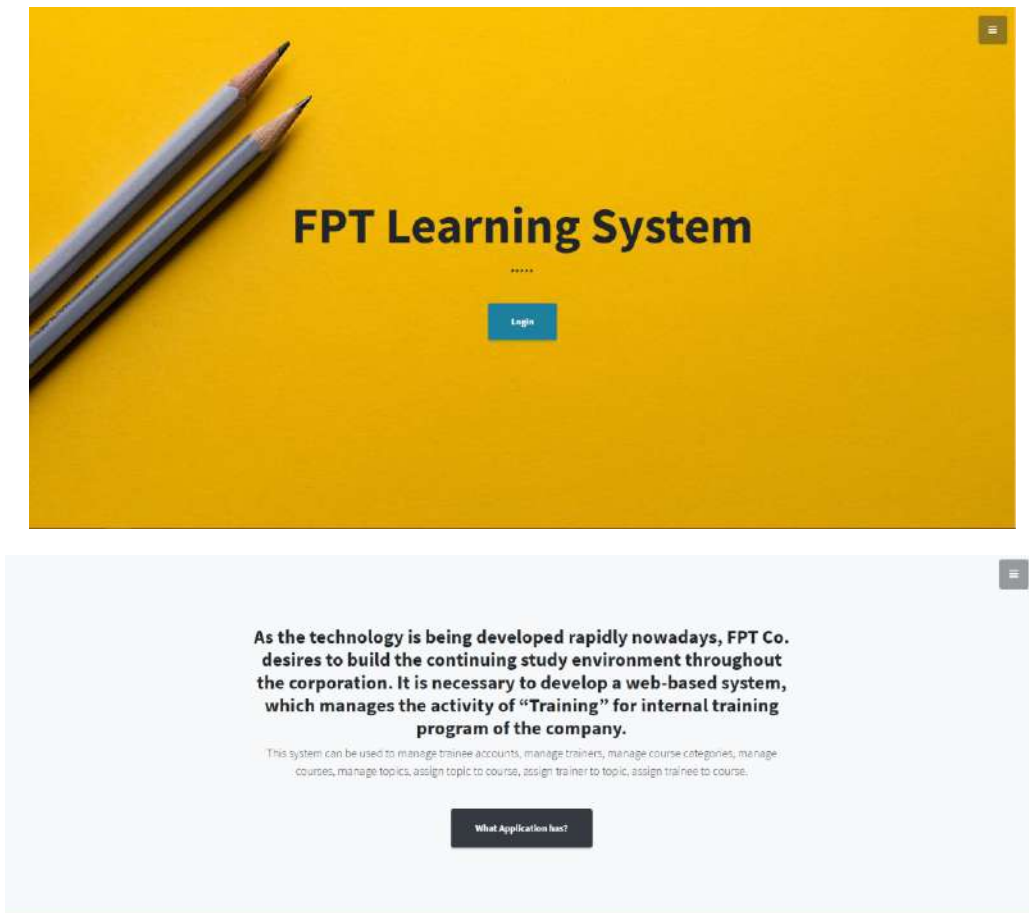 FPT Learning System
.....
Login
As the technology is being developed rapidly nowadays, FPT Co.
desires to build the continuing study environment throughout
the corporation. It is necessary to develop a web-based system,
which manages the activity of “Training” for internal training
program of the company.
This system can be used to manage trainee accounts, manage trainers, manage course categories, manage
courses, manage topics, assign topic to course, assign trainer to topic, assign trainee to course.
What Application has?